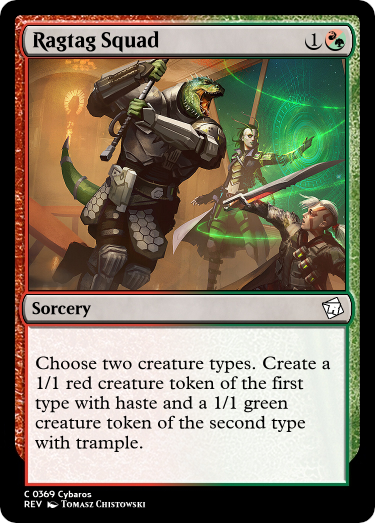 Ragtag Squad 1
Sorcery
Choose two creature types. Create a
1/1 red creature token of the first
type with haste and a 1/1 green
creature token of the second type
with trample.
C 0369 Cybaros
REV Tomasz Chistowski